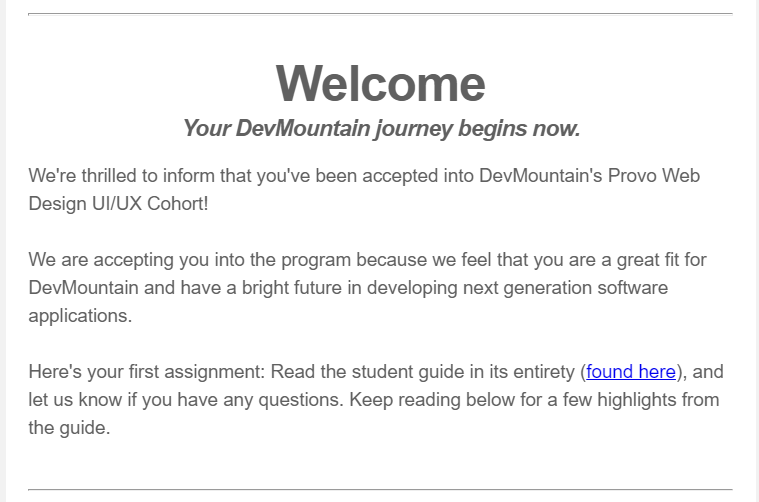 Welcome
Your DevMountain journey begins now.
We're thrilled to inform that you've been accepted into DevMountain's Provo Web
Design UI/UX Cohort!
We are accepting you into the program because we feel that you are a great fit for
DevMountain and have a bright future in developing next generation software
applications.
Here's your first assignment: Read the student guide in its entirety (found here), and
let us know if you have any questions. Keep reading below for a few highlights from
the guide.